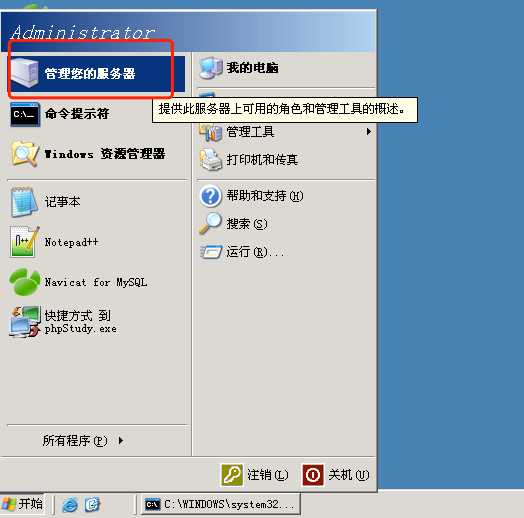 Administrator
管理您的服务器
我的电脑
提供此服务器上可用的角色和管理工具的概述。
命令提示符
管理工具
Windows 资源管理器
打印机和传真
记事本
帮助和支持(H)
搜索(S)
Notepad++
运行(R)...
Navicat for MySQL
快捷方式 到
phpStudy.exe
所有程序(P)
注销(L)
关机(U)
开始
C:\WINDOWS\system32...